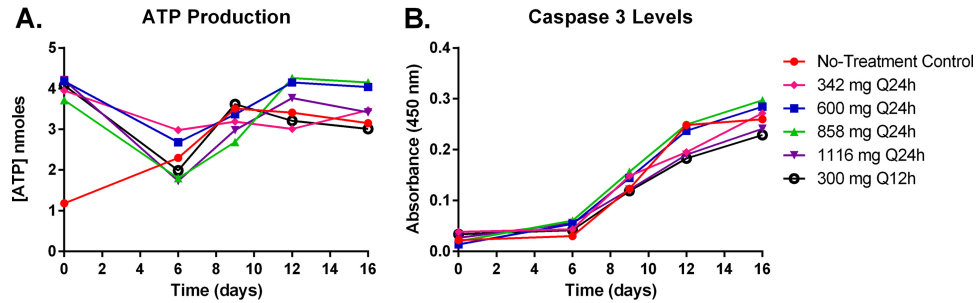 A. ATP Production
[ATP] nmoles
5
4
3
2
1
0
0 2 4 6 8 10 12 14 16
Time (days)
B. Caspase 3 Levels
Absorbance (450 nm)
0.4
0.3
0.2
0.1
0.0
0 2 4 6 8 10 12 14 16
Time (days)
No-Treatment Control
342 mg Q24h
600 mg Q24h
858 mg Q24h
1116 mg Q24h
300 mg Q12h